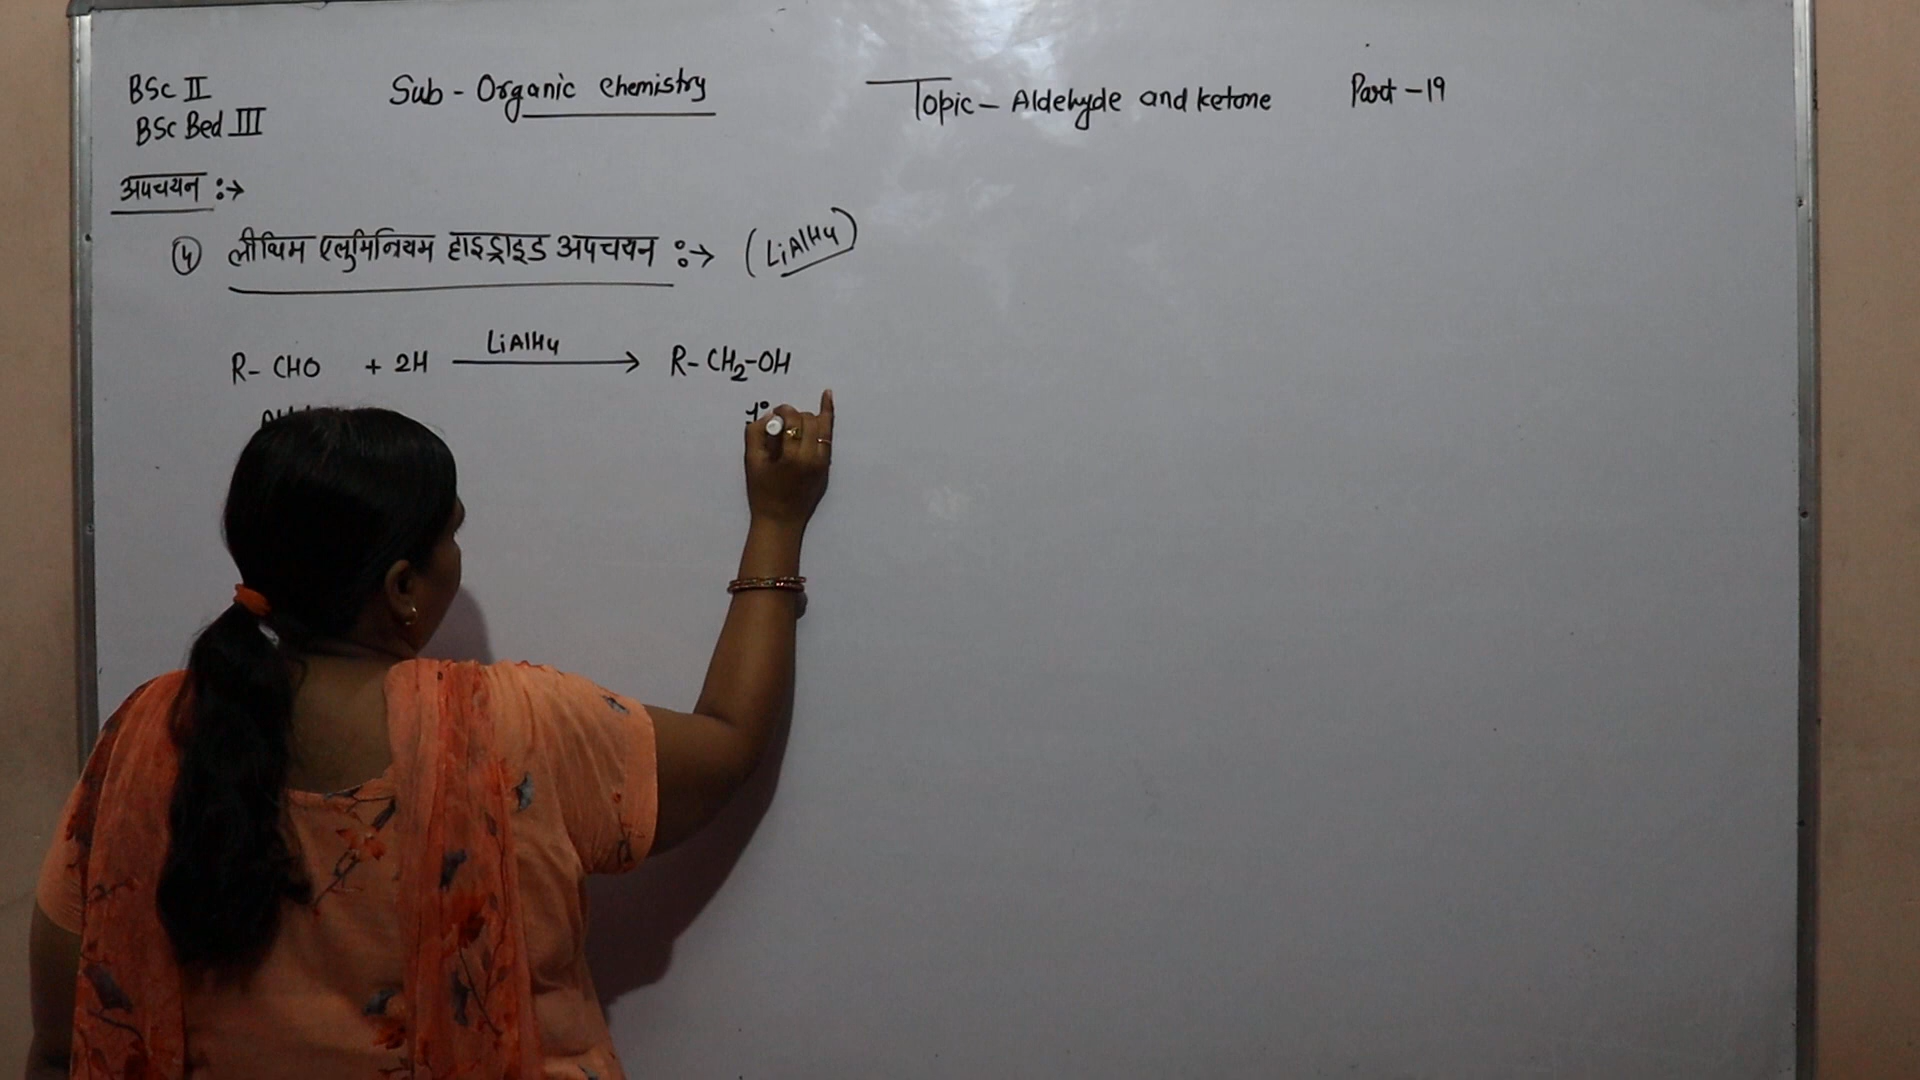 BSc II Sub - Organic chemistry Topic - Aldehyde and ketone Part - 19
BSc Bed III
अपचयन :→
④ लीथिम एलुमिनियम हाइड्राइड अपचयन :→ (LiAlH4)
LiAlH4
R- CHO + 2H ⟶ R- CH2-OH
1°